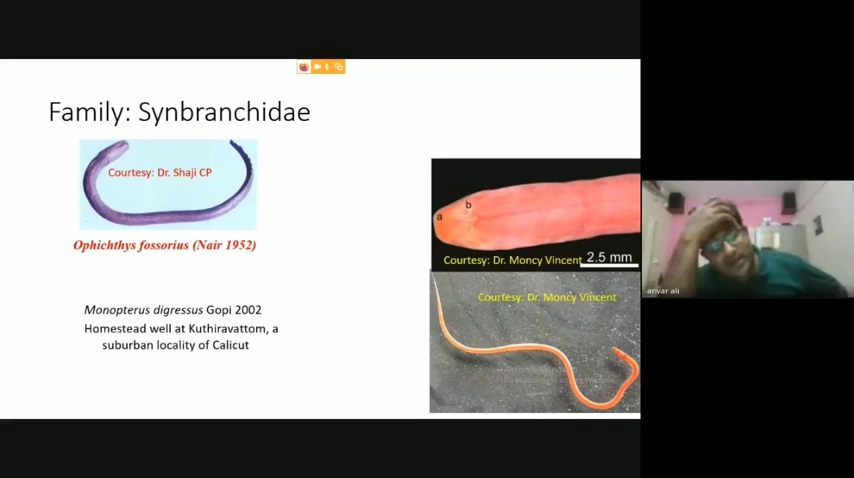 Family: Synbranchidae
Courtesy: Dr. Shaji CP
Ophichthys fossorius (Nair 1952)
Monopterus digressus Gopi 2002
Homestead well at Kuthiravattom, a
suburban locality of Calicut
a
b
2.5 mm
Courtesy: Dr. Moncy Vincent
Courtesy: Dr. Moncy Vincent
anvar ali